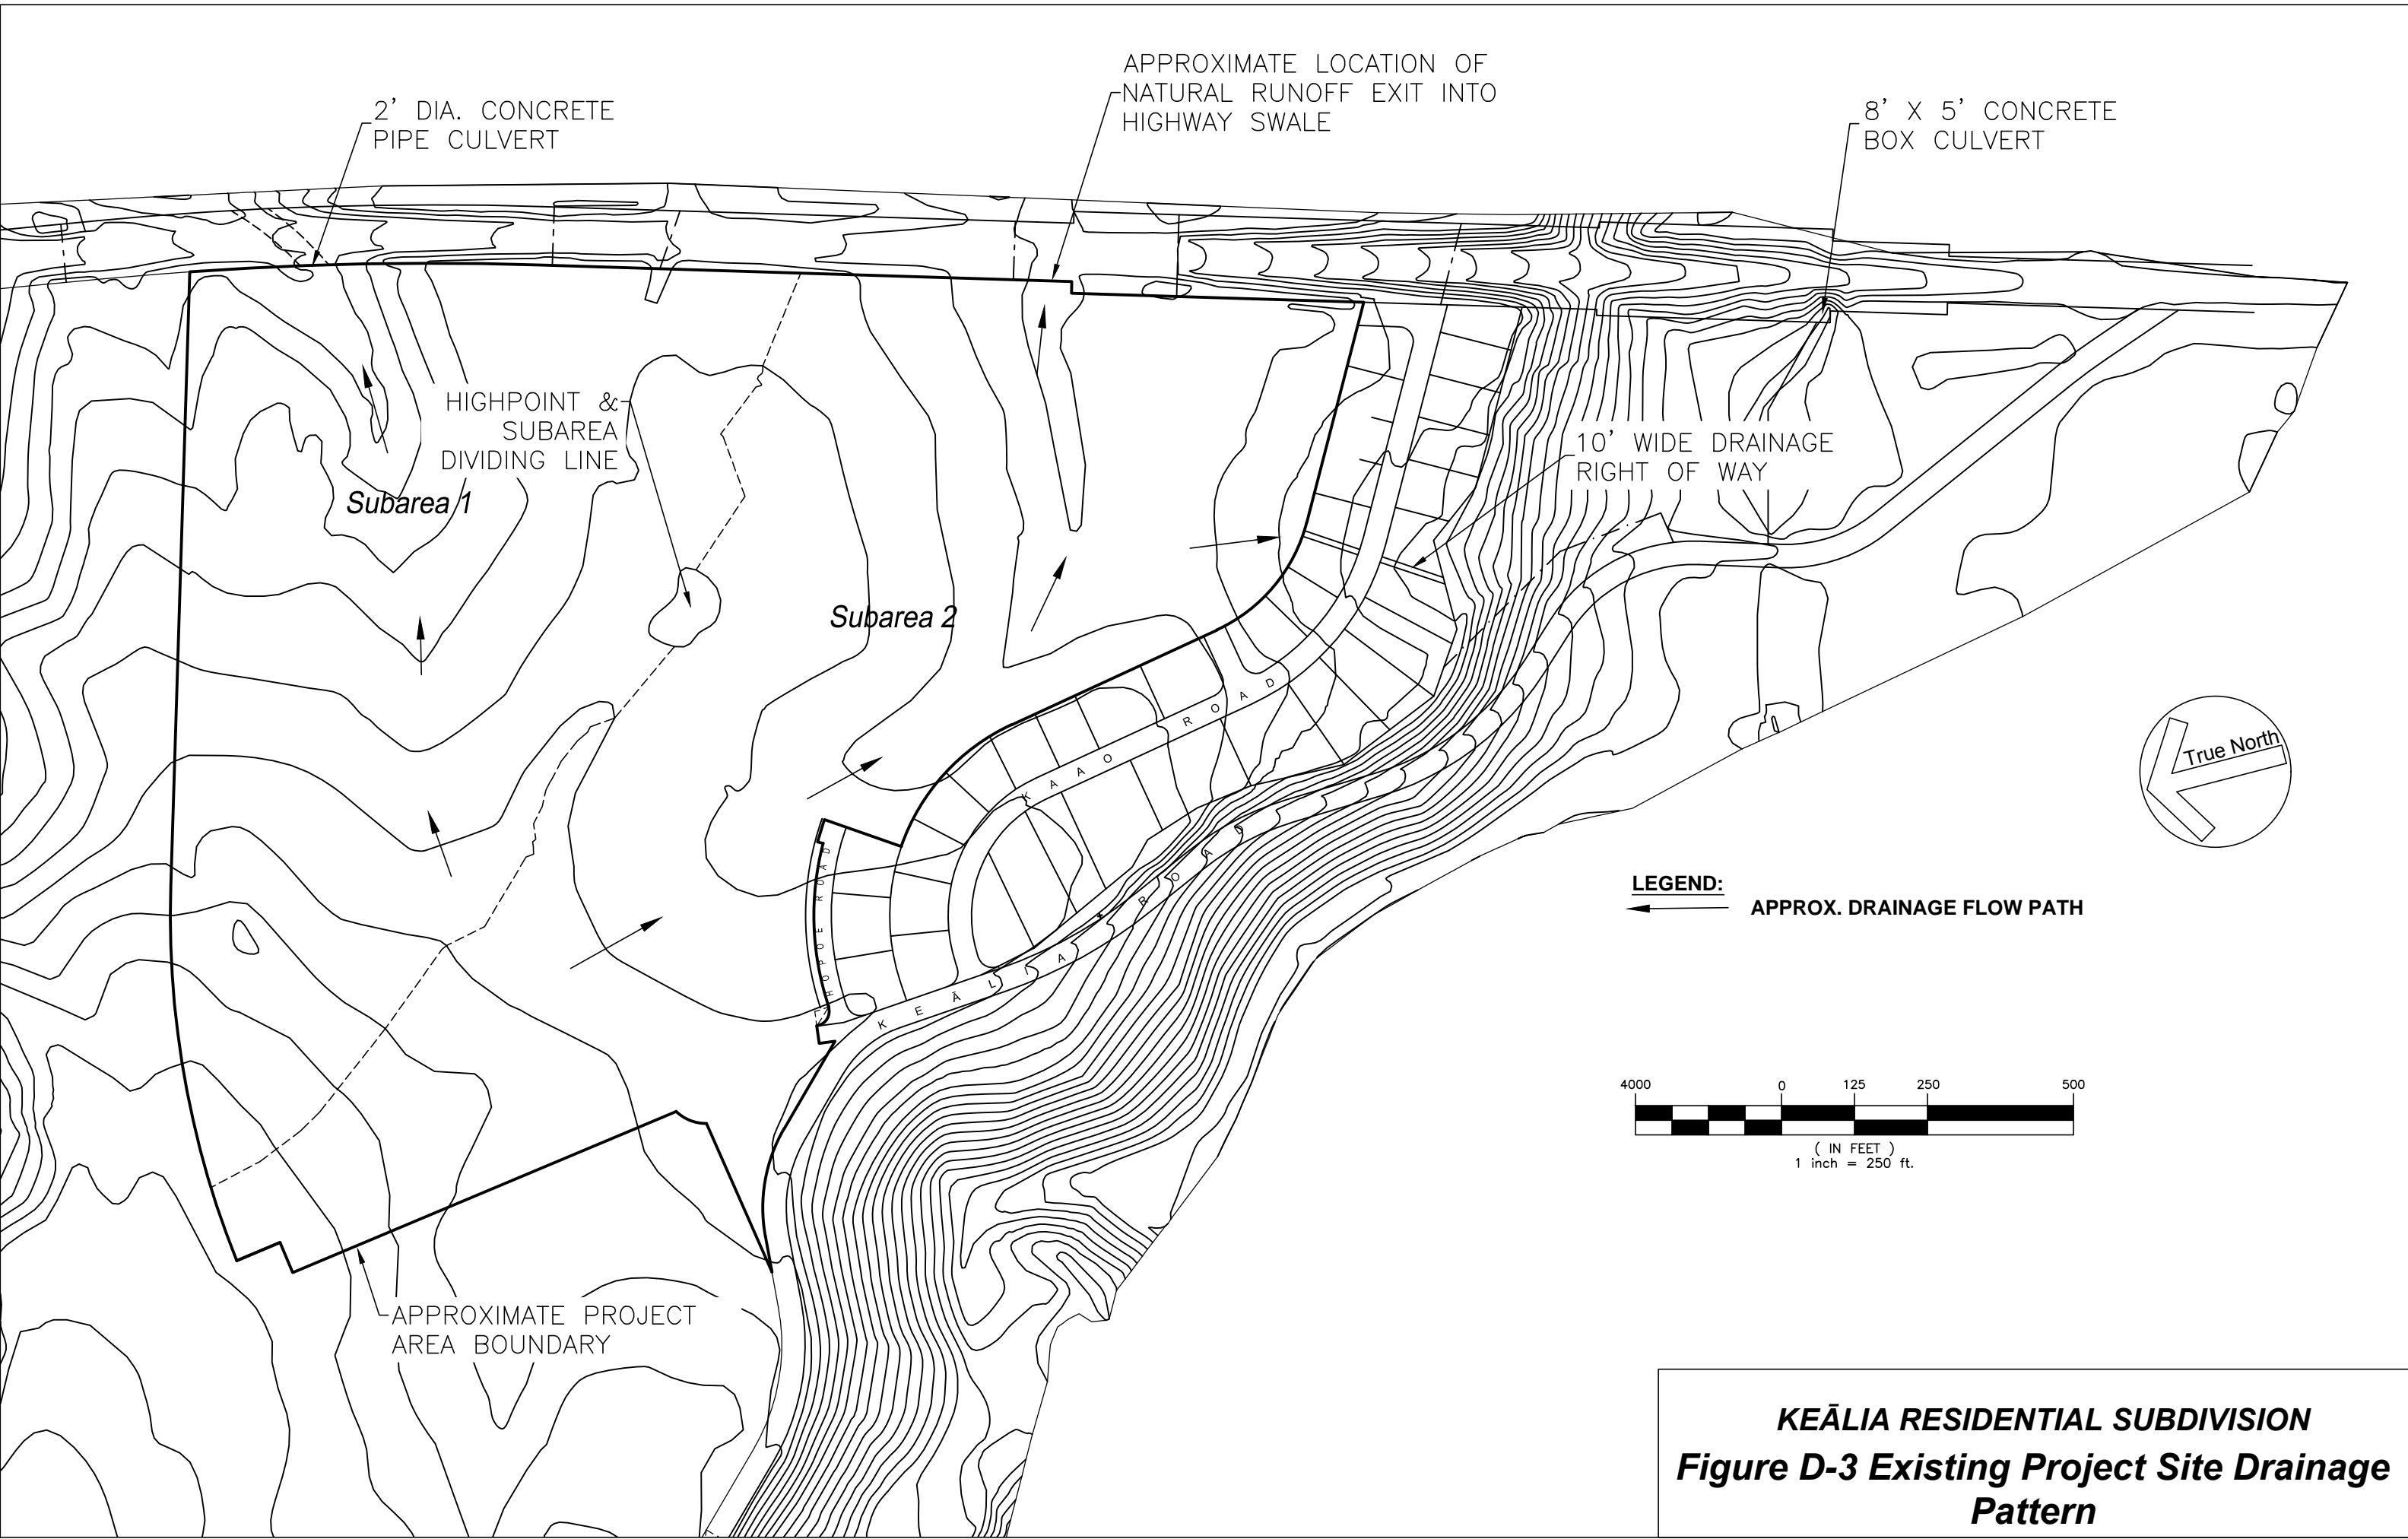 APPROXIMATE LOCATION OF
NATURAL RUNOFF EXIT INTO
HIGHWAY SWALE
2' DIA. CONCRETE
PIPE CULVERT
8' X 5' CONCRETE
BOX CULVERT
HIGHPOINT &
SUBAREA
DIVIDING LINE
Subarea 1
10' WIDE DRAINAGE
RIGHT OF WAY
Subarea 2
KAAO ROAD
HOPOE ROAD
KEĀLIA ROAD
True North
LEGEND:
APPROX. DRAINAGE FLOW PATH
4000 0 125 250 500
( IN FEET )
1 inch = 250 ft.
APPROXIMATE PROJECT
AREA BOUNDARY
KEĀLIA RESIDENTIAL SUBDIVISION
Figure D-3 Existing Project Site Drainage
Pattern